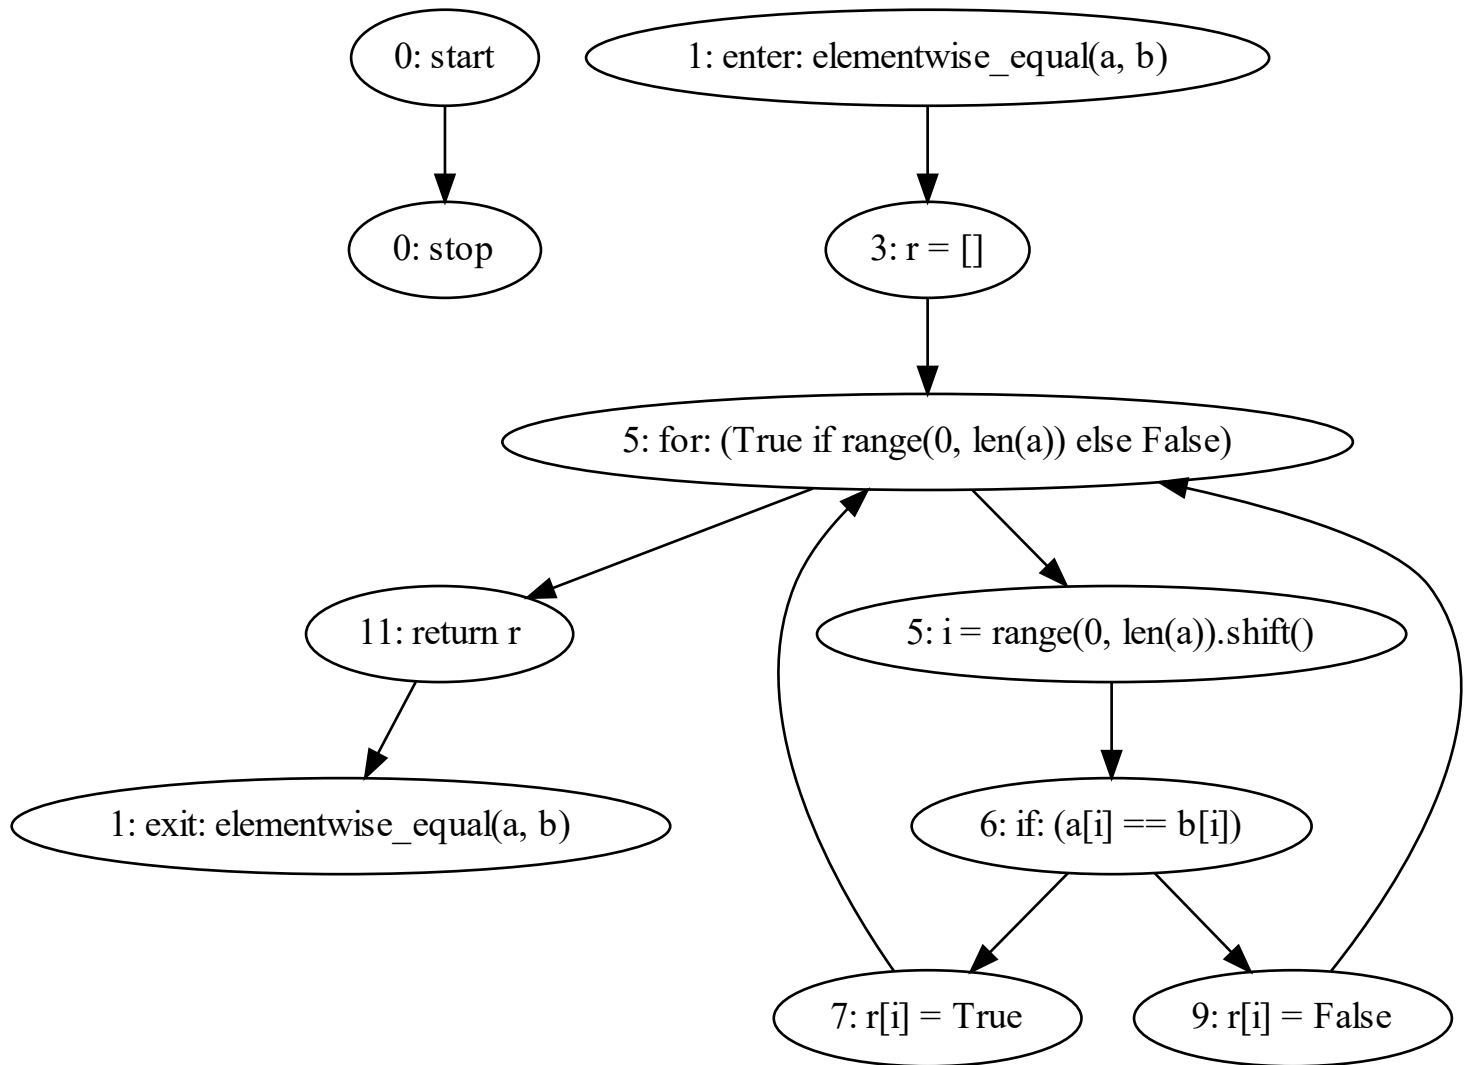 0: start
1: enter: elementwise_equal(a, b)
0: stop
3: r = []
5: for: (True if range(0, len(a)) else False)
11: return r
5: i = range(0, len(a)).shift()
1: exit: elementwise_equal(a, b)
6: if: (a[i] == b[i])
7: r[i] = True
9: r[i] = False